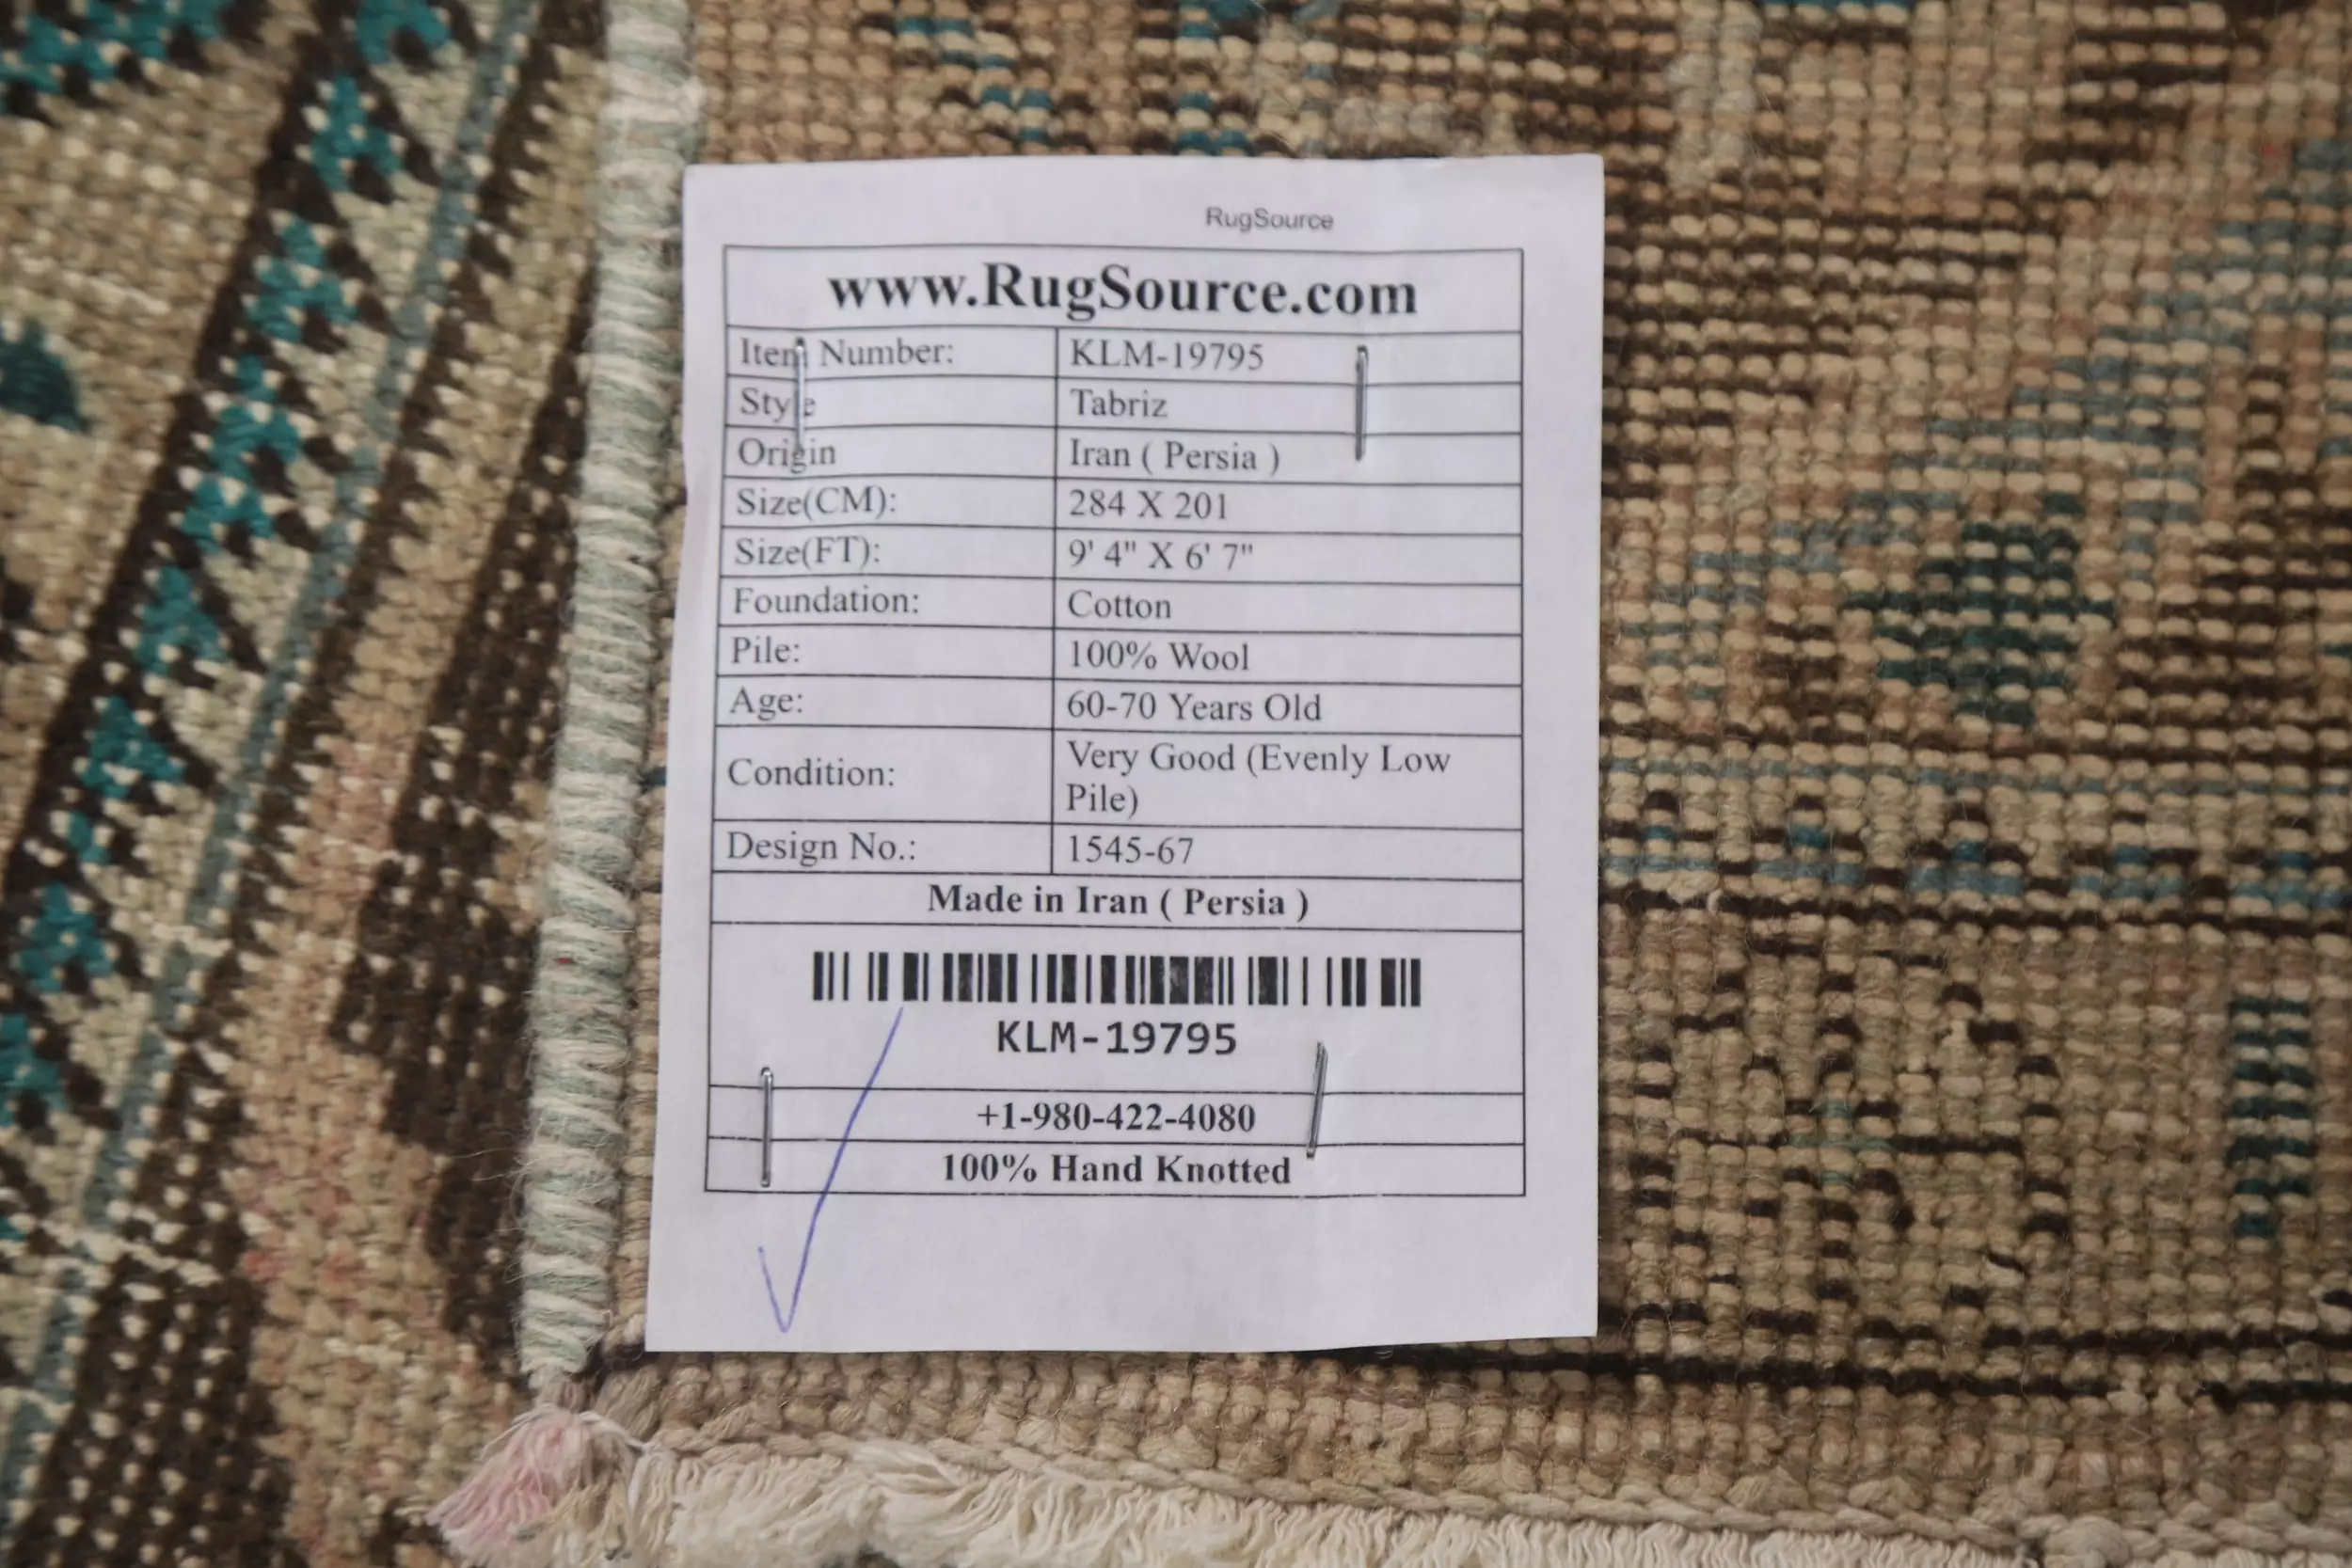 RugSource
www.RugSource.com
Item Number: KLM-19795
Style Tabriz
Origin Iran ( Persia )
Size(CM): 284 X 201
Size(FT): 9' 4" X 6' 7"
Foundation: Cotton
Pile: 100% Wool
Age: 60-70 Years Old
Condition: Very Good (Evenly Low
Pile)
Design No.: 1545-67
Made in Iran ( Persia )
KLM-19795
+1-980-422-4080
100% Hand Knotted